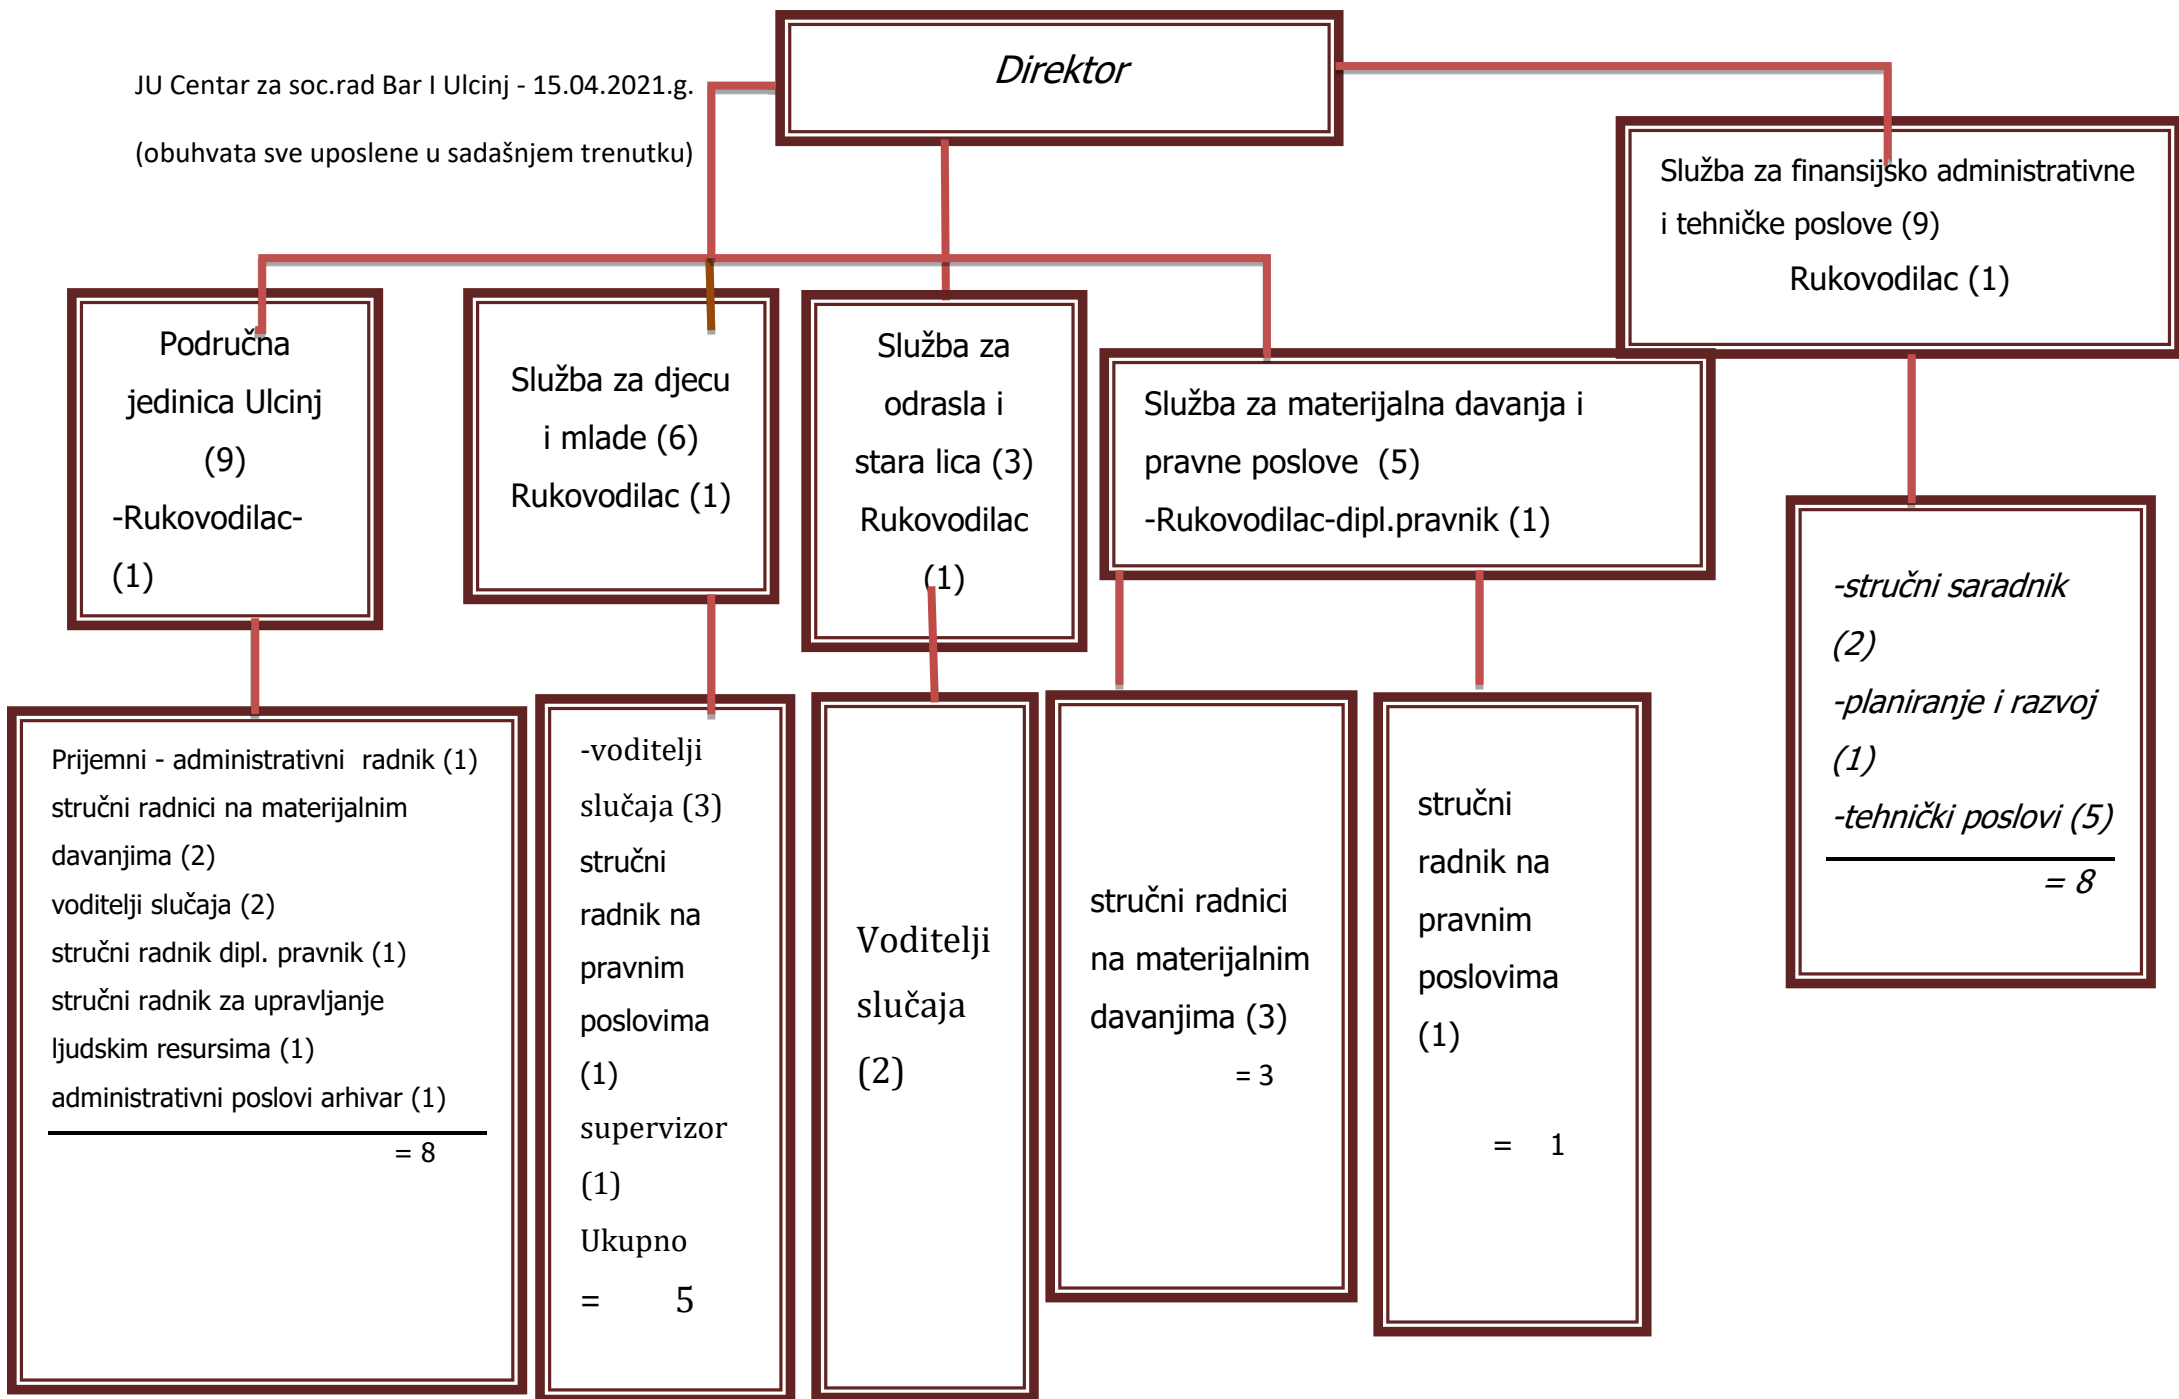 Direktor
JU Centar za soc.rad Bar I Ulcinj - 15.04.2021.g.
(obuhvata sve uposlene u sadašnjem trenutku)
Služba za finansijsko administrativne
i tehničke poslove (9)
Rukovodilac (1)
Područna
jedinica Ulcinj
(9)
-Rukovodilac-
(1)
Služba za djecu
i mlade (6)
Rukovodilac (1)
Služba za
odrasla i
stara lica (3)
Rukovodilac
(1)
Služba za materijalna davanja i
pravne poslove  (5)
-Rukovodilac-dipl.pravnik (1)
-stručni saradnik
(2)
-planiranje i razvoj
(1)
-tehnički poslovi (5)
= 8
Prijemni - administrativni  radnik (1)
stručni radnici na materijalnim
davanjima (2)
voditelji slučaja (2)
stručni radnik dipl. pravnik (1)
stručni radnik za upravljanje
ljudskim resursima (1)
administrativni poslovi arhivar (1)
= 8
-voditelji
slučaja (3)
stručni
radnik na
pravnim
poslovima
(1)
supervizor
(1)
Ukupno
= 5
Voditelji
slučaja
(2)
stručni radnici
na materijalnim
davanjima (3)
= 3
stručni
radnik na
pravnim
poslovima
(1)
= 1